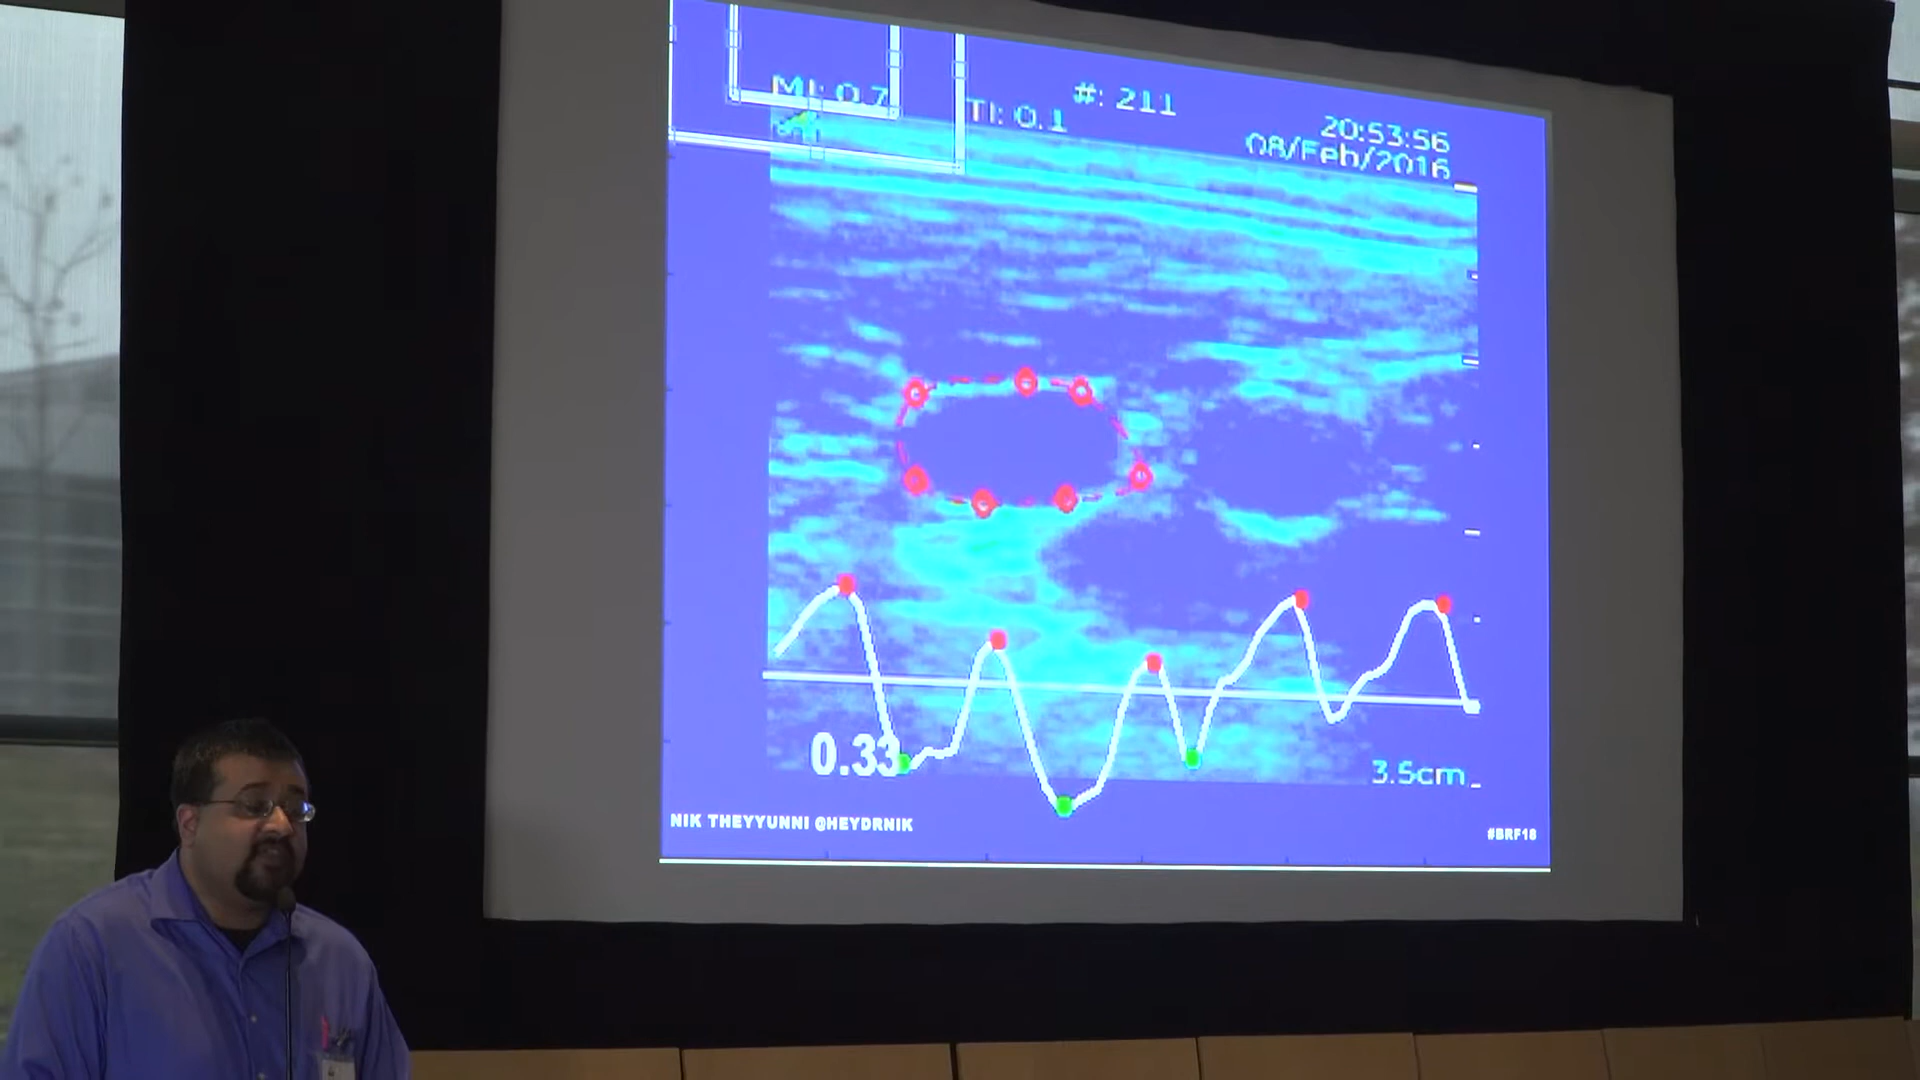 MI: 0.7
TI: 0.1
#: 211
20:53:56
08/Feb/2016
0.33
3.5cm
NIK THEYYUNNI @HEYDRNIK
#BRF18